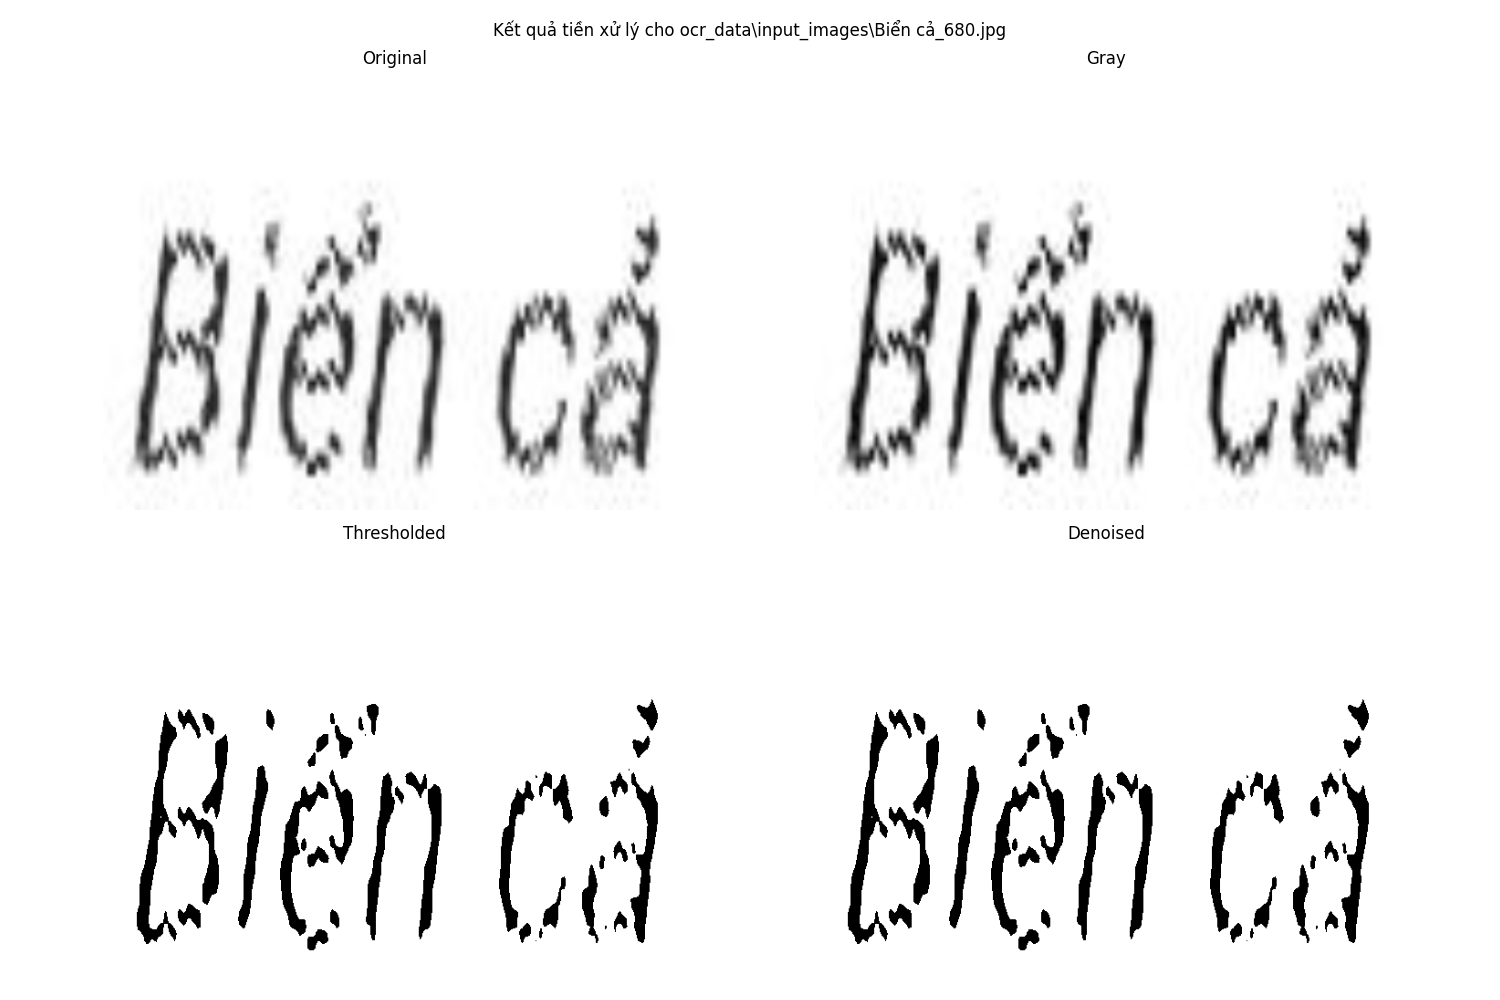 Kết quả tiền xử lý cho ocr_data\input_images\Biển cả_680.jpg
Original
Gray
Biển cả
Biển cả
Thresholded
Denoised
Biển cả
Biển cả